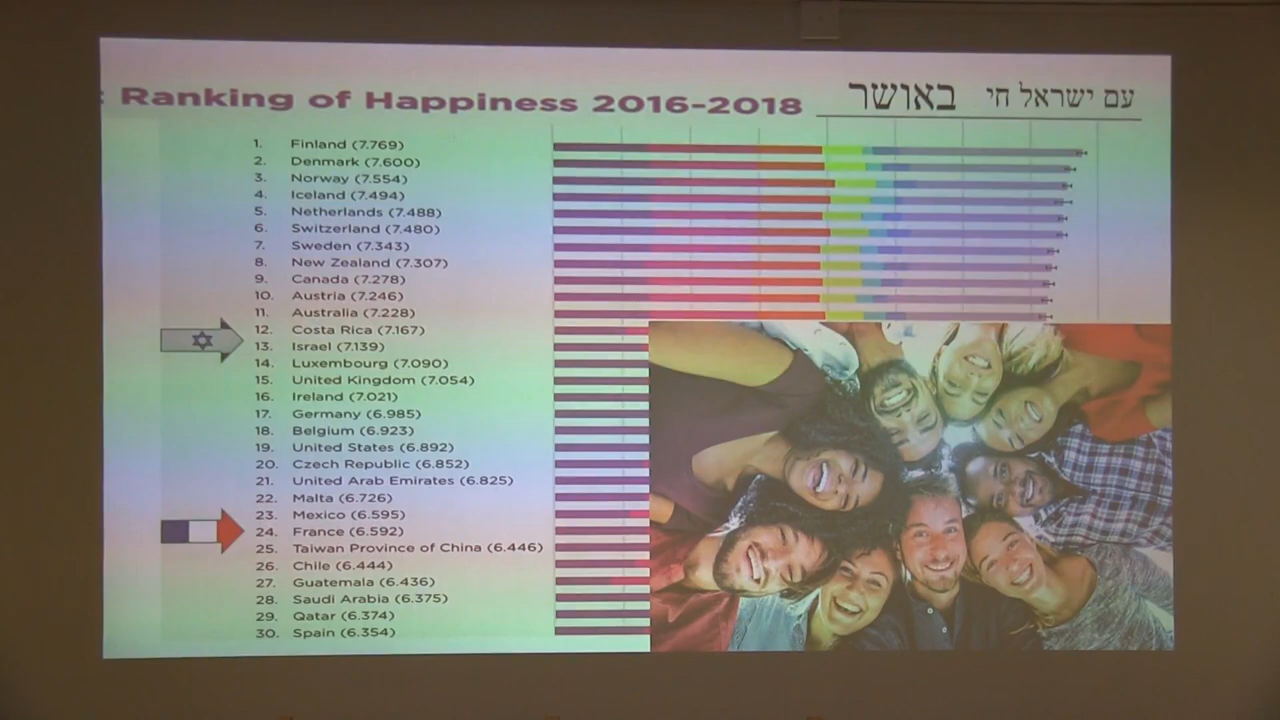 : Ranking of Happiness 2016-2018
עם ישראל חי באושר
1. Finland (7.769)
2. Denmark (7.600)
3. Norway (7.554)
4. Iceland (7.494)
5. Netherlands (7.488)
6. Switzerland (7.480)
7. Sweden (7.343)
8. New Zealand (7.307)
9. Canada (7.278)
10. Austria (7.246)
11. Australia (7.228)
12. Costa Rica (7.167)
13. Israel (7.139)
14. Luxembourg (7.090)
15. United Kingdom (7.054)
16. Ireland (7.021)
17. Germany (6.985)
18. Belgium (6.923)
19. United States (6.892)
20. Czech Republic (6.852)
21. United Arab Emirates (6.825)
22. Malta (6.726)
23. Mexico (6.595)
24. France (6.592)
25. Taiwan Province of China (6.446)
26. Chile (6.444)
27. Guatemala (6.436)
28. Saudi Arabia (6.375)
29. Qatar (6.374)
30. Spain (6.354)